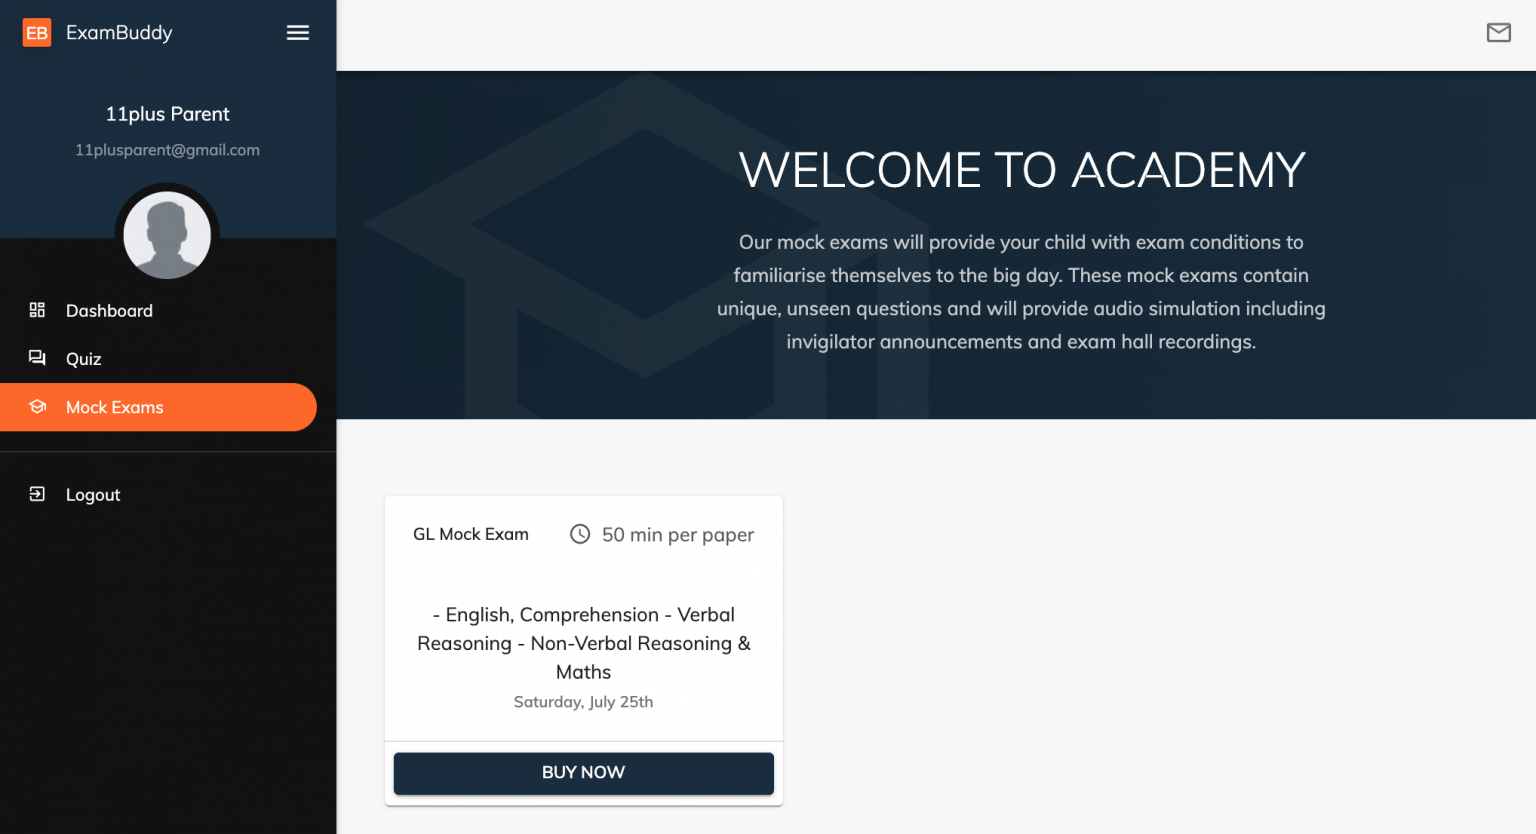 EB ExamBuddy
11plus Parent
11plusparent@gmail.com
Dashboard
Quiz
Mock Exams
Logout
WELCOME TO ACADEMY
Our mock exams will provide your child with exam conditions to
familiarise themselves to the big day. These mock exams contain
unique, unseen questions and will provide audio simulation including
invigilator announcements and exam hall recordings.
GL Mock Exam 50 min per paper
- English, Comprehension - Verbal
Reasoning - Non-Verbal Reasoning &
Maths
Saturday, July 25th
BUY NOW